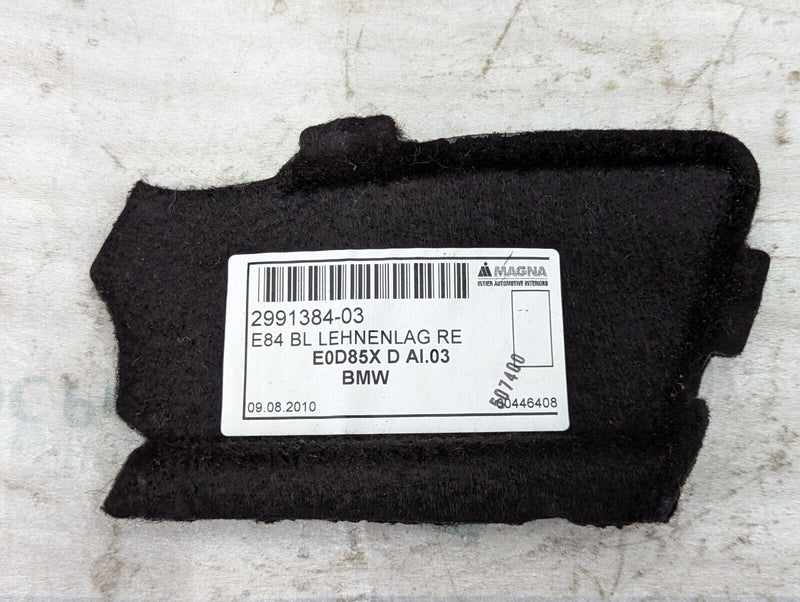 MAGNA
INTIER AUTOMOTIVE INTERIORS
2991384-03
E84 BL LEHNENLAG RE
E0D85X D AI.03
BMW
09.08.2010
507400
00446408